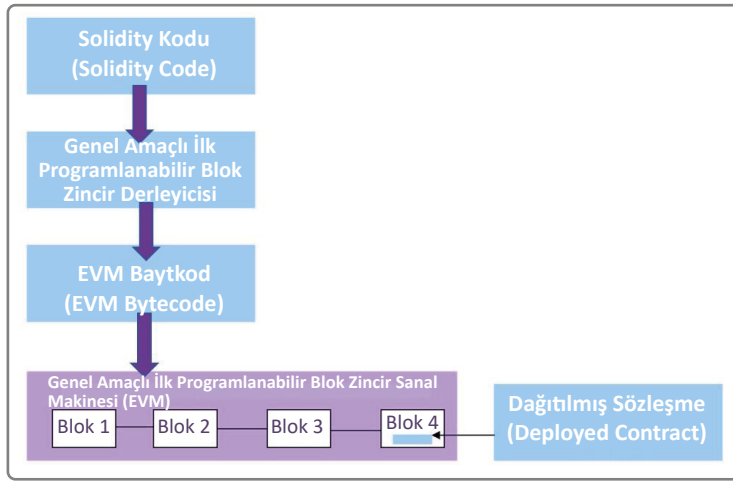 Solidity Kodu
(Solidity Code)
Genel Amaçlı İlk
Programlanabilir Blok
Zincir Derleyicisi
EVM Baytkod
(EVM Bytecode)
Genel Amaçlı İlk Programlanabilir Blok Zincir Sanal
Makinesi (EVM)
Blok 1
Blok 2
Blok 3
Blok 4
Dağıtılmış Sözleşme
(Deployed Contract)